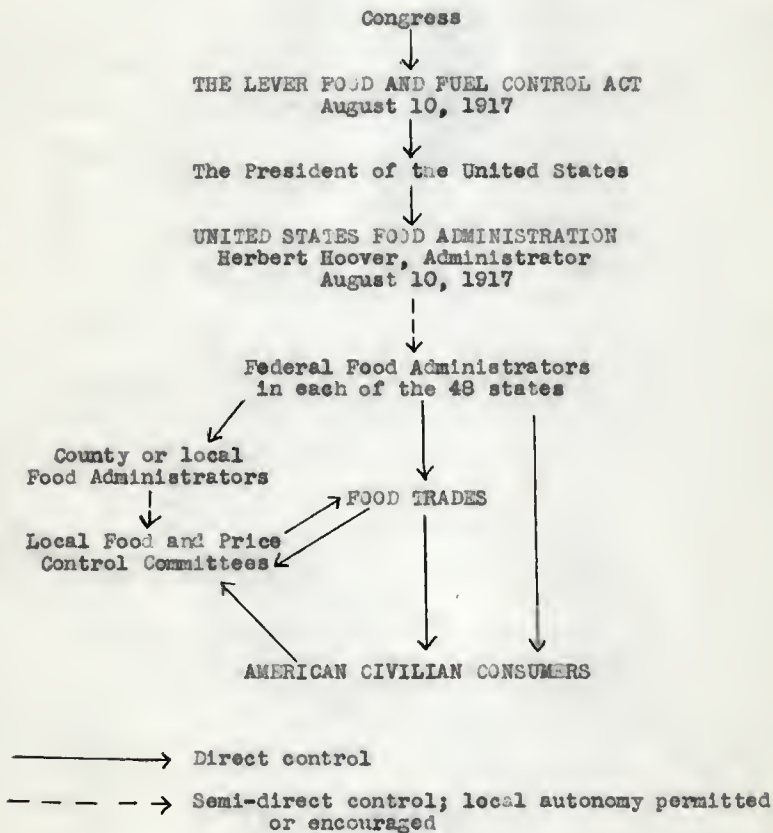 Congress
THE LEVER FOOD AND FUEL CONTROL ACT
August 10, 1917
The President of the United States
UNITED STATES FOOD ADMINISTRATION
Herbert Hoover, Administrator
August 10, 1917
Federal Food Administrators
in each of the 48 states
County or local
Food Administrators
FOOD TRADES
Local Food and Price
Control Committees
AMERICAN CIVILIAN CONSUMERS
Direct control
Semi-direct control; local autonomy permitted
or encouraged